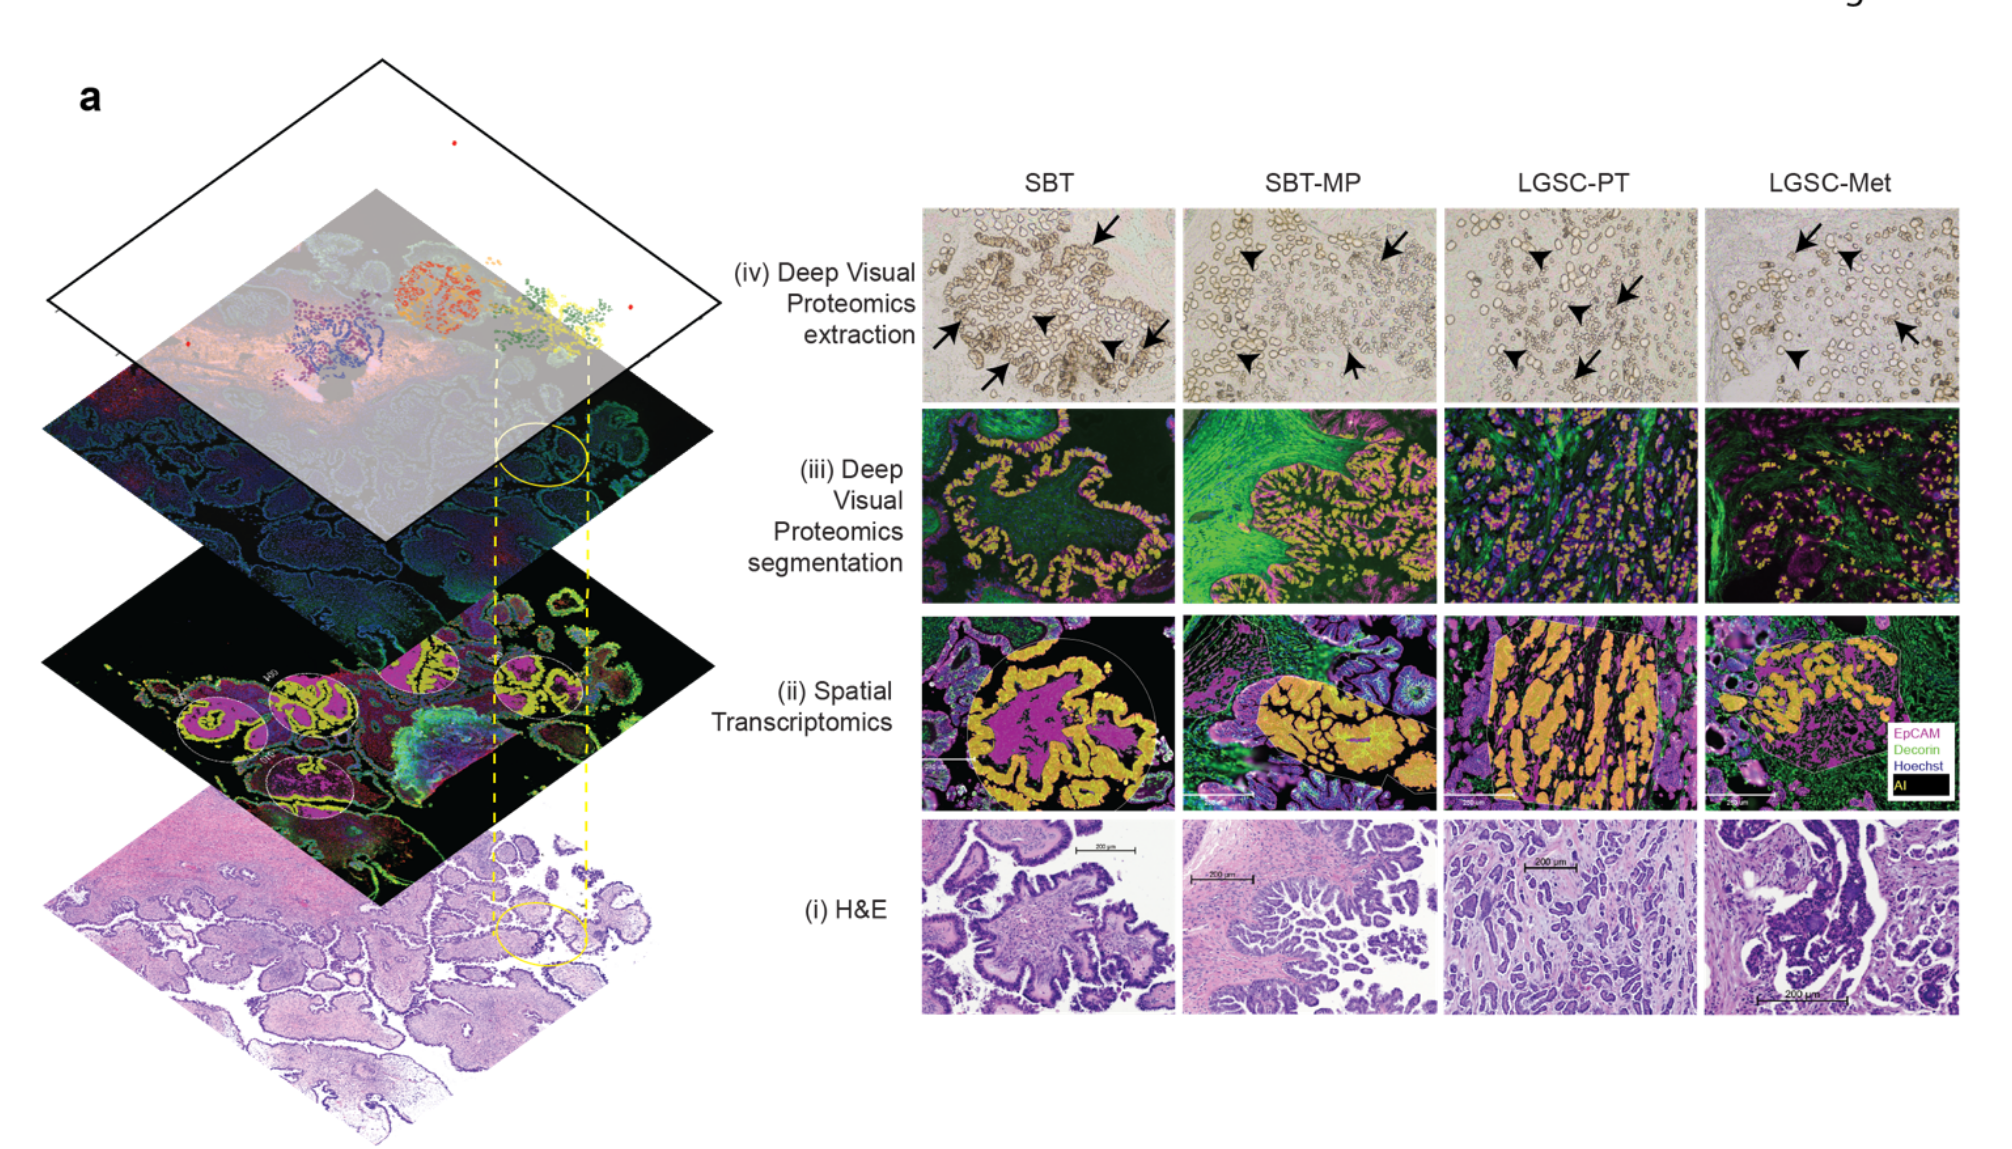 a
SBT
SBT-MP
LGSC-PT
LGSC-Met
(iv) Deep Visual
Proteomics
extraction
(iii) Deep
Visual
Proteomics
segmentation
(ii) Spatial
Transcriptomics
EpCAM
Decorin
Hoechst
AI
(i) H&E
200 µm
200 µm
200 µm
200 µm